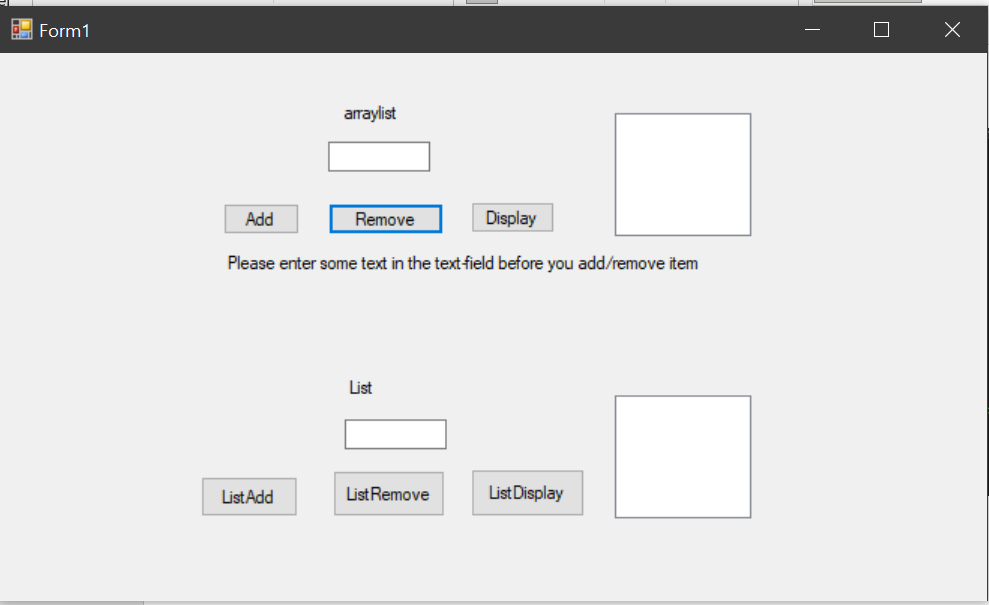 Form1
arraylist
Add Remove Display
Please enter some text in the text-field before you add/remove item
List
ListAdd ListRemove ListDisplay